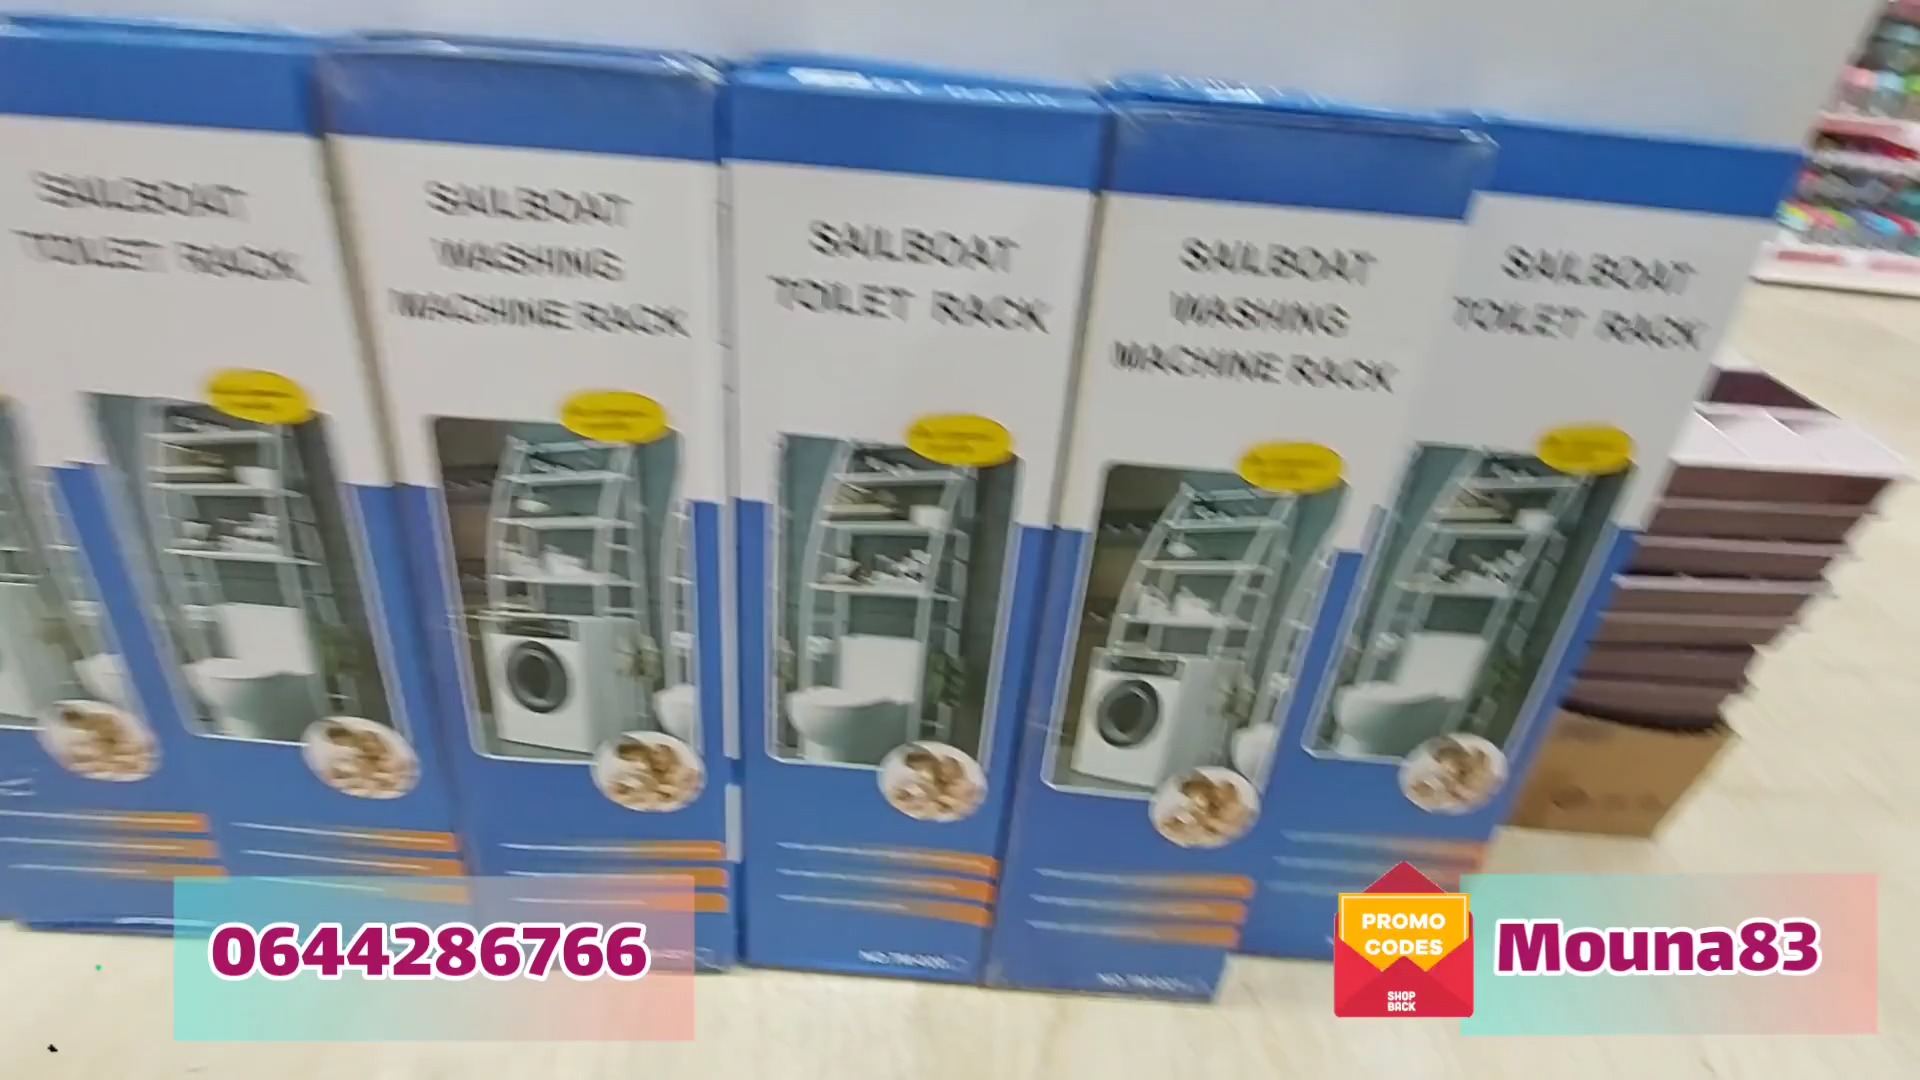 SAILBOAT
TOILET RACK
SAILBOAT
WASHING
MACHINE RACK
SAILBOAT
TOILET RACK
SAILBOAT
WASHING
MACHINE RACK
SAILBOAT
TOILET RACK
0644286766
PROMO
CODES
SHOP
BACK
Mouna83